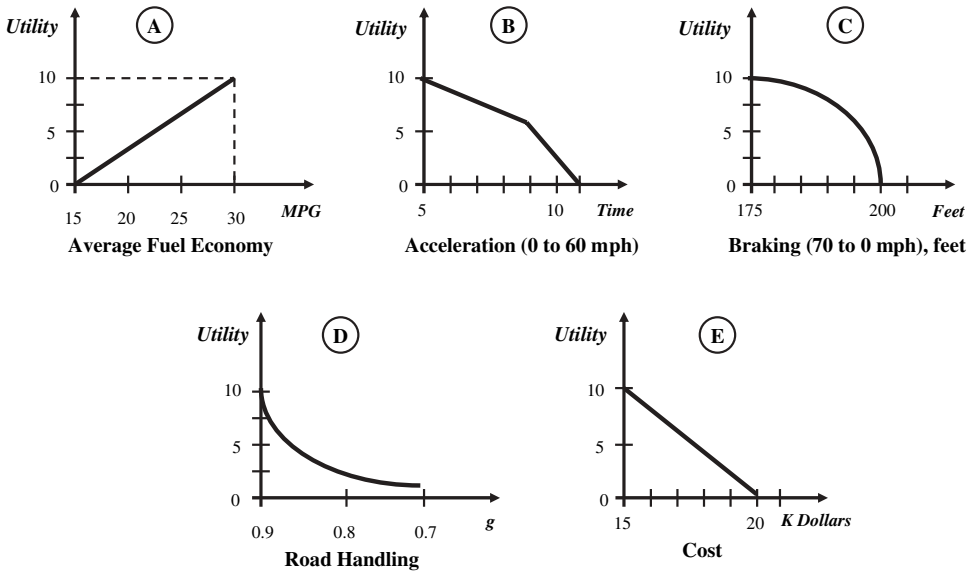 Utility A
10
5
0
15 20 25 30 MPG
Average Fuel Economy
Utility B
10
5
0
5 10 Time
Acceleration (0 to 60 mph)
Utility C
10
5
0
175 200 Feet
Braking (70 to 0 mph), feet
Utility D
10
5
0
0.9 0.8 0.7 g
Road Handling
Utility E
10
5
0
15 20 K Dollars
Cost